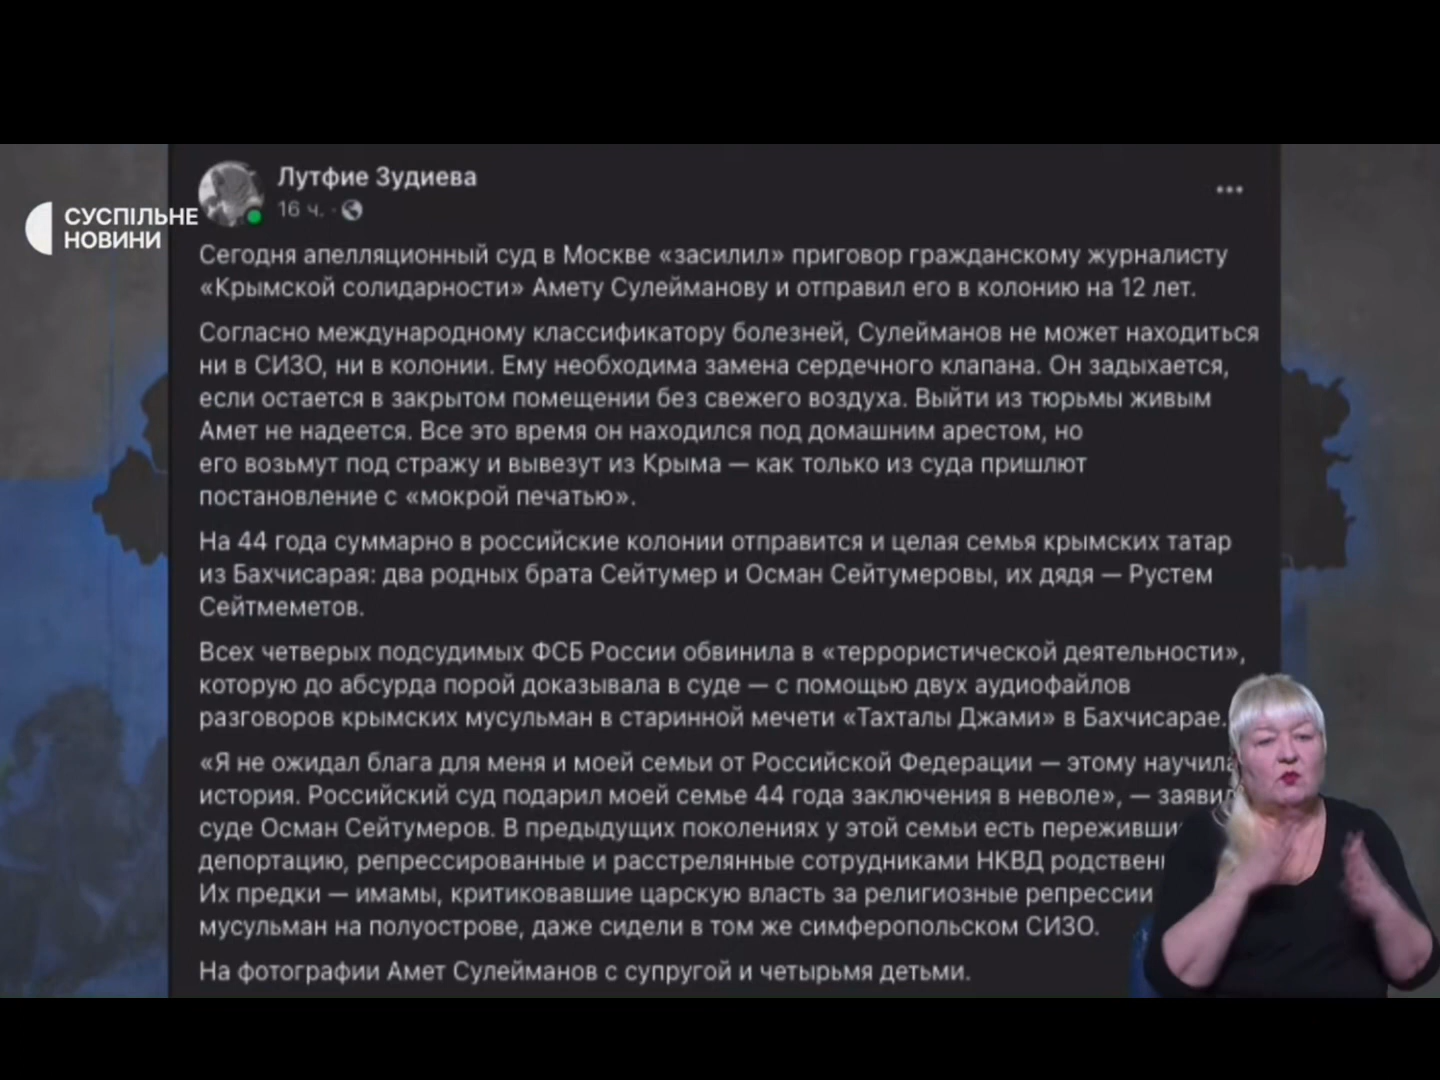 СУСПІЛЬНЕ
НОВИНИ
Лутфие Зудиева
16 ч. ·
Сегодня апелляционный суд в Москве «засилил» приговор гражданскому журналисту
«Крымской солидарности» Амету Сулейманову и отправил его в колонию на 12 лет.
Согласно международному классификатору болезней, Сулейманов не может находиться
ни в СИЗО, ни в колонии. Ему необходима замена сердечного клапана. Он задыхается,
если остается в закрытом помещении без свежего воздуха. Выйти из тюрьмы живым
Амет не надеется. Все это время он находился под домашним арестом, но
его возьмут под стражу и вывезут из Крыма — как только из суда пришлют
постановление с «мокрой печатью».
На 44 года суммарно в российские колонии отправится и целая семья крымских татар
из Бахчисарая: два родных брата Сейтумер и Осман Сейтумеровы, их дядя — Рустем
Сейтмеметов.
Всех четверых подсудимых ФСБ России обвинила в «террористической деятельности»,
которую до абсурда порой доказывала в суде — с помощью двух аудиофайлов
разговоров крымских мусульман в старинной мечети «Тахталы Джами» в Бахчисарае.
«Я не ожидал блага для меня и моей семьи от Российской Федерации — этому научила
история. Российский суд подарил моей семье 44 года заключения в неволе», —
суде Осман Сейтумеров. В предыдущих поколениях у этой семьи есть
депортацию, репрессированные и расстрелянные сотрудниками НКВД
Их предки — имамы, критиковавшие царскую власть за религиозные репрессии
мусульман на полуострове, даже сидели в том же симферопольском СИЗО.
На фотографии Амет Сулейманов с супругой и четырьмя детьми.